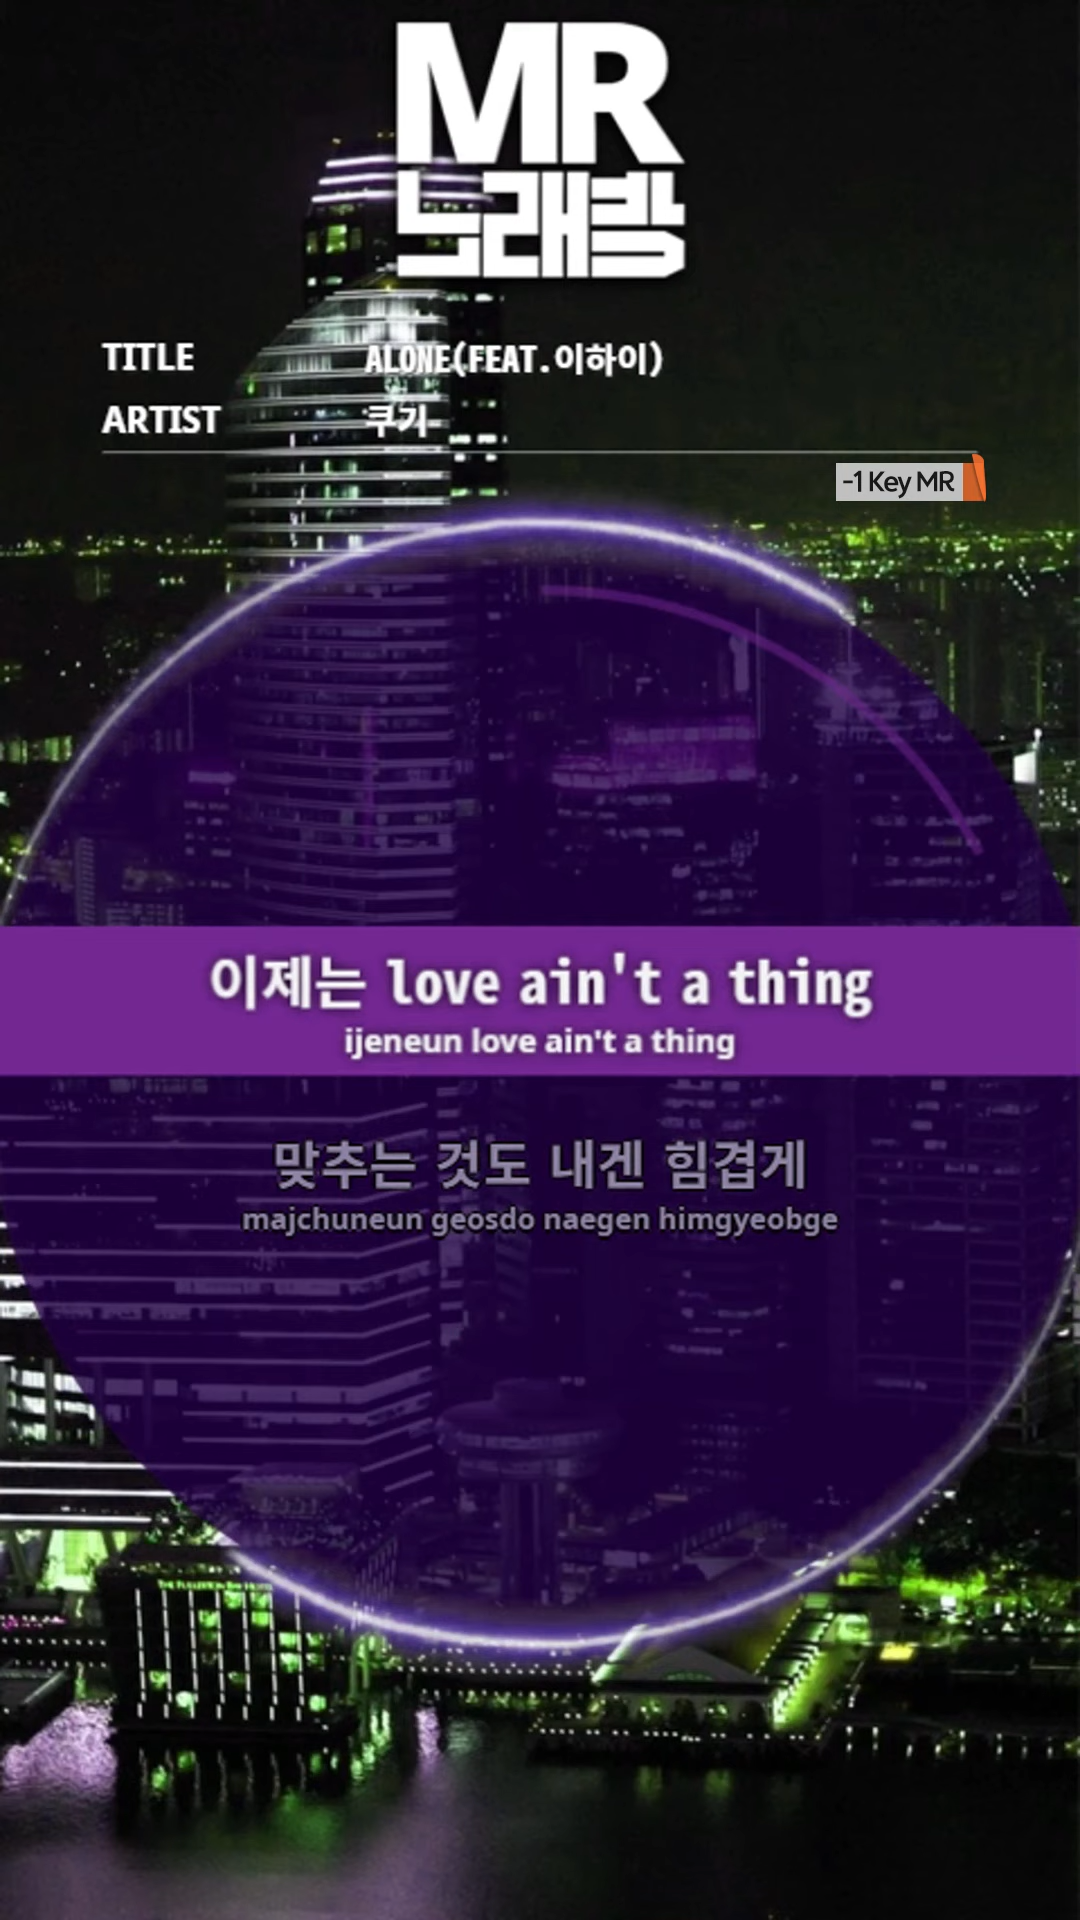 MR
노래방
TITLE ALONE(FEAT.이하이)
ARTIST 쿠기
-1 Key MR
이제는 love ain't a thing
ijeneun love ain't a thing
맞추는 것도 내겐 힘겹게
majchuneun geosdo naegen himgyeobge